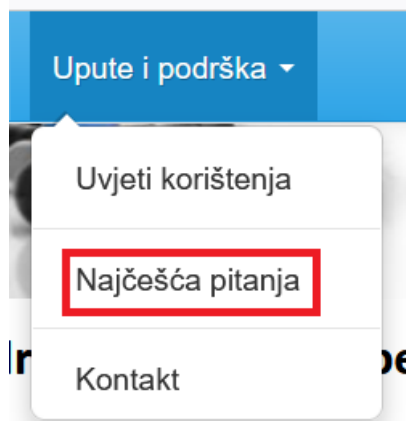 Upute i podrška
Uvjeti korištenja
Najčešća pitanja
Kontakt